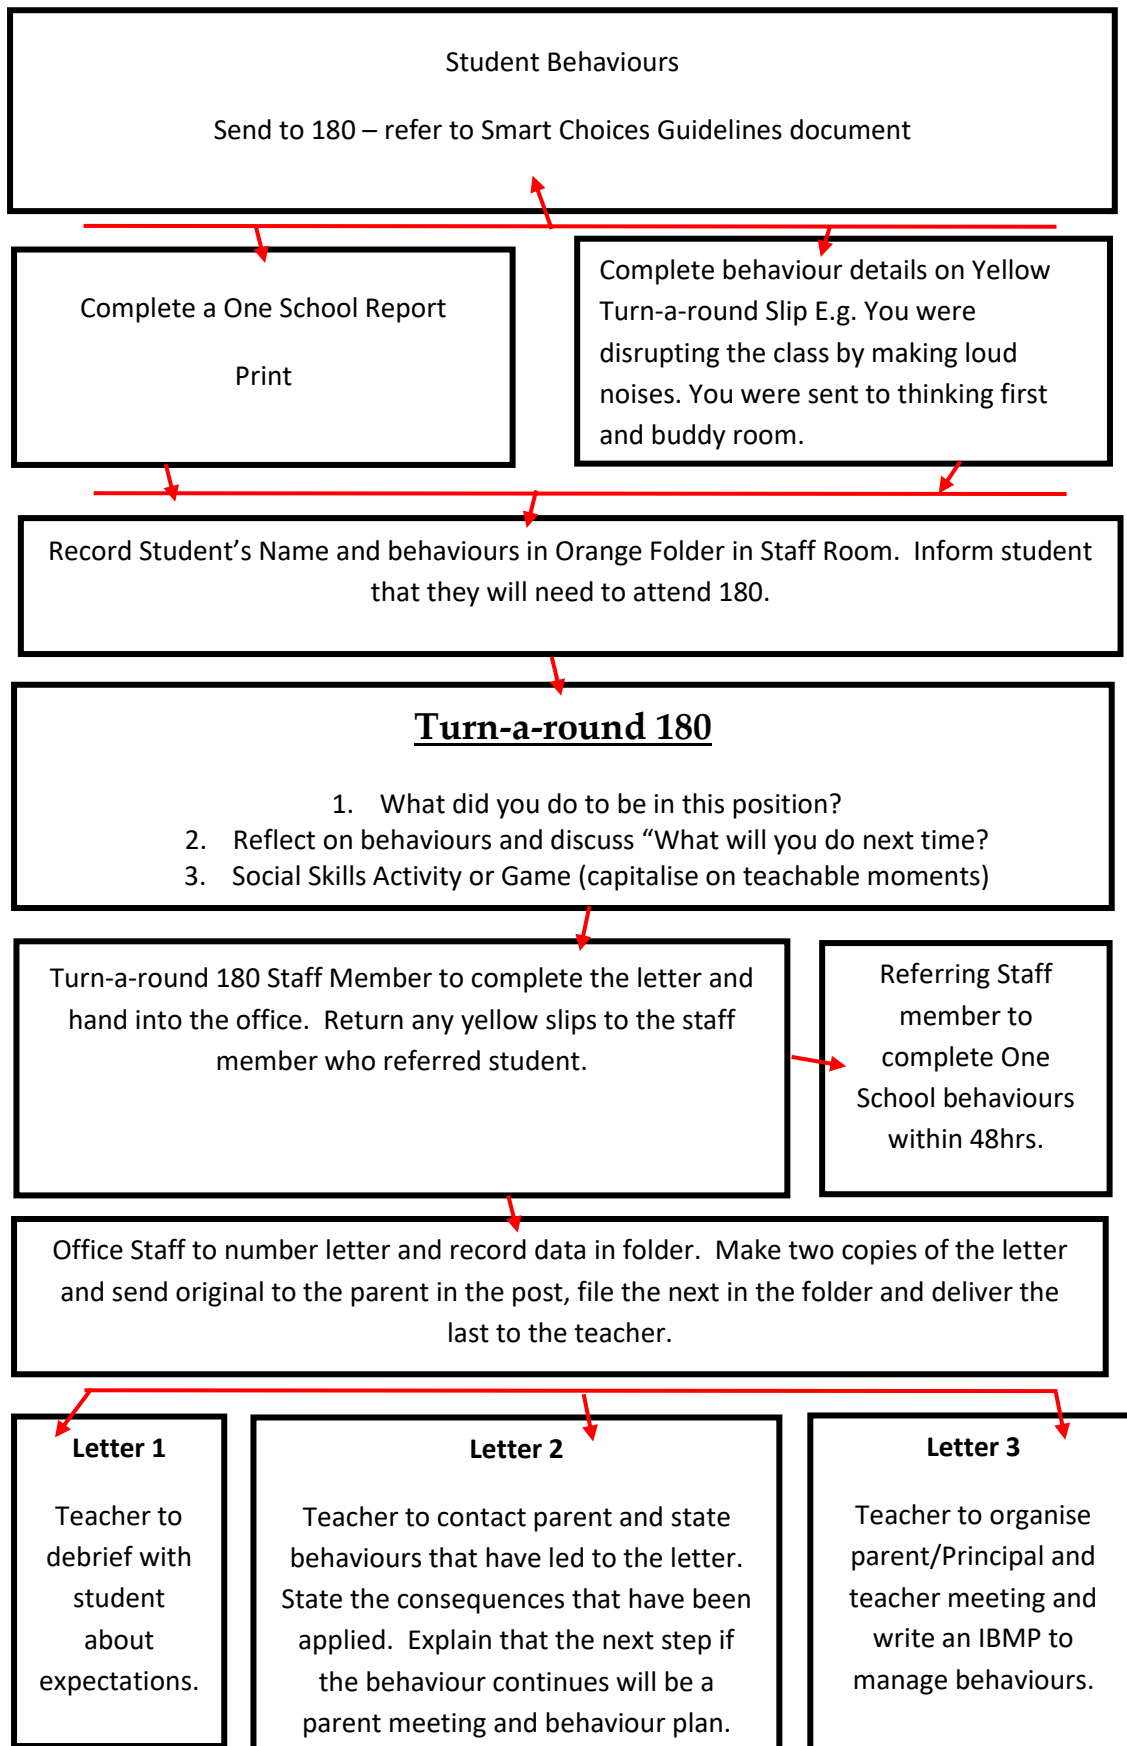 Student Behaviours
Send to 180 – refer to Smart Choices Guidelines document
Complete a One School Report
Print
Complete behaviour details on Yellow
Turn-a-round Slip E.g. You were
disrupting the class by making loud
noises. You were sent to thinking first
and buddy room.
Record Student’s Name and behaviours in Orange Folder in Staff Room.  Inform student
that they will need to attend 180.
Turn-a-round 180
1. What did you do to be in this position?
2. Reflect on behaviours and discuss “What will you do next time?
3. Social Skills Activity or Game (capitalise on teachable moments)
Turn-a-round 180 Staff Member to complete the letter and
hand into the office.  Return any yellow slips to the staff
member who referred student.
Referring Staff
member to
complete One
School behaviours
within 48hrs.
Office Staff to number letter and record data in folder.  Make two copies of the letter
and send original to the parent in the post, file the next in the folder and deliver the
last to the teacher.
Letter 1
Teacher to
debrief with
student
about
expectations.
Letter 2
Teacher to contact parent and state
behaviours that have led to the letter.
State the consequences that have been
applied.  Explain that the next step if
the behaviour continues will be a
parent meeting and behaviour plan.
Letter 3
Teacher to organise
parent/Principal and
teacher meeting and
write an IBMP to
manage behaviours.